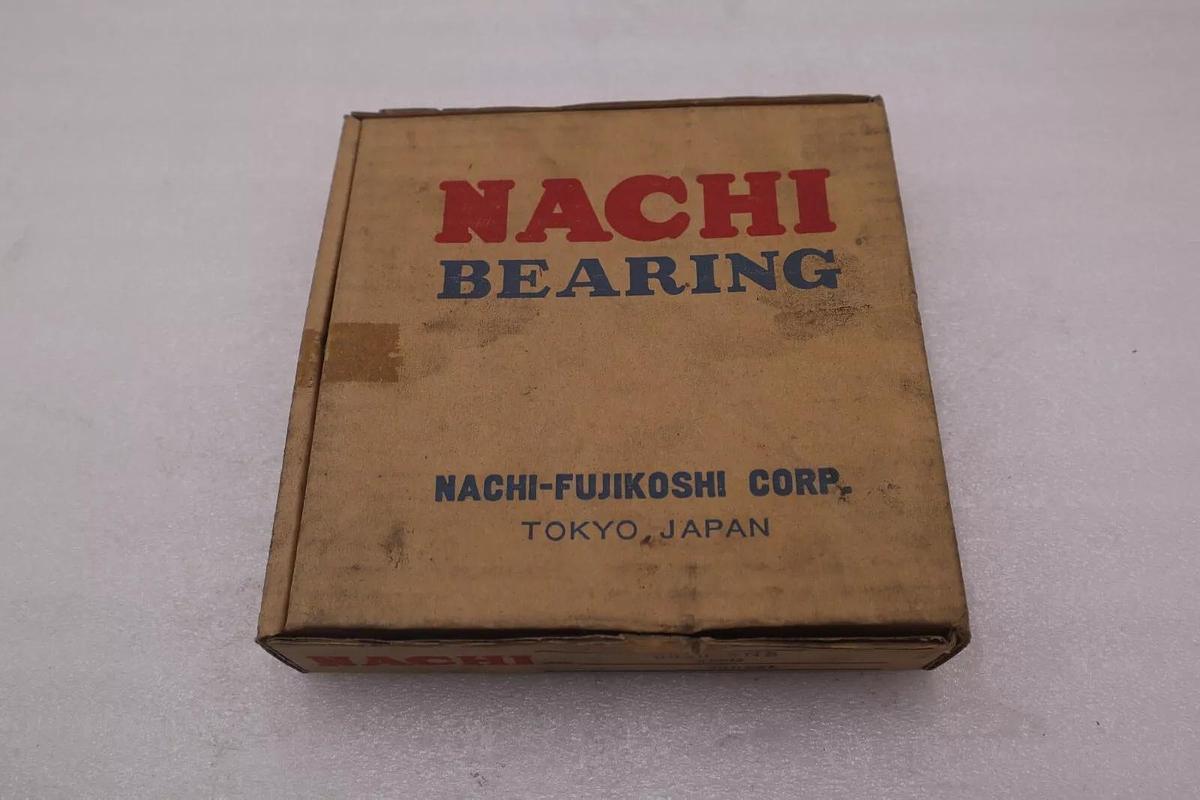 NACHI
BEARING
NACHI-FUJIKOSHI CORP.
TOKYO, JAPAN
NACHI